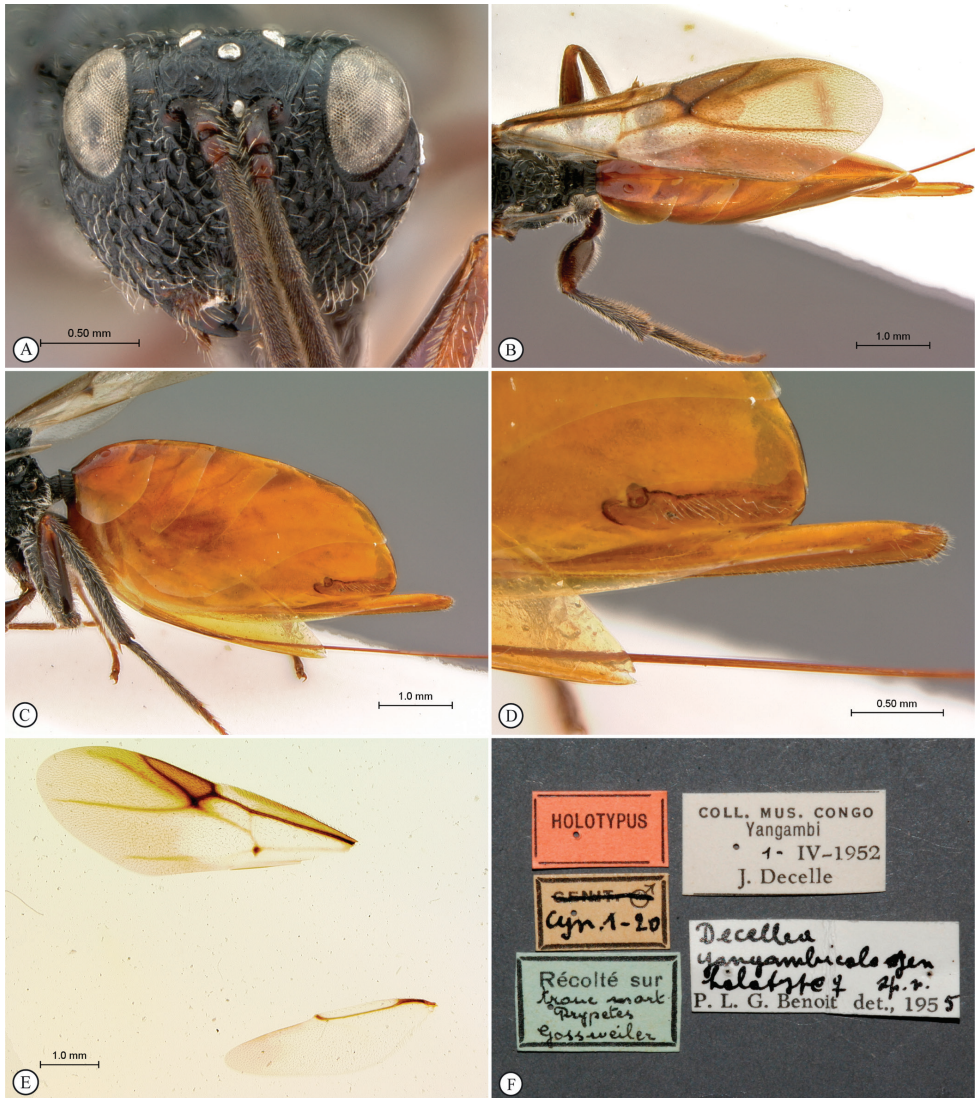 0.50 mm
A
1.0 mm
B
1.0 mm
C
0.50 mm
D
1.0 mm
E
HOLOTYPUS
GENIT. ♂
Cyn. 1-20
Récolté sur
tronc mort
Drypetes
Gossweiler
COLL. MUS. CONGO
Yangambi
1- IV-1952
J. Decelle
Decellea
yangambicola gen
holotype ♀ sp. n.
P. L. G. Benoit det., 1955
F